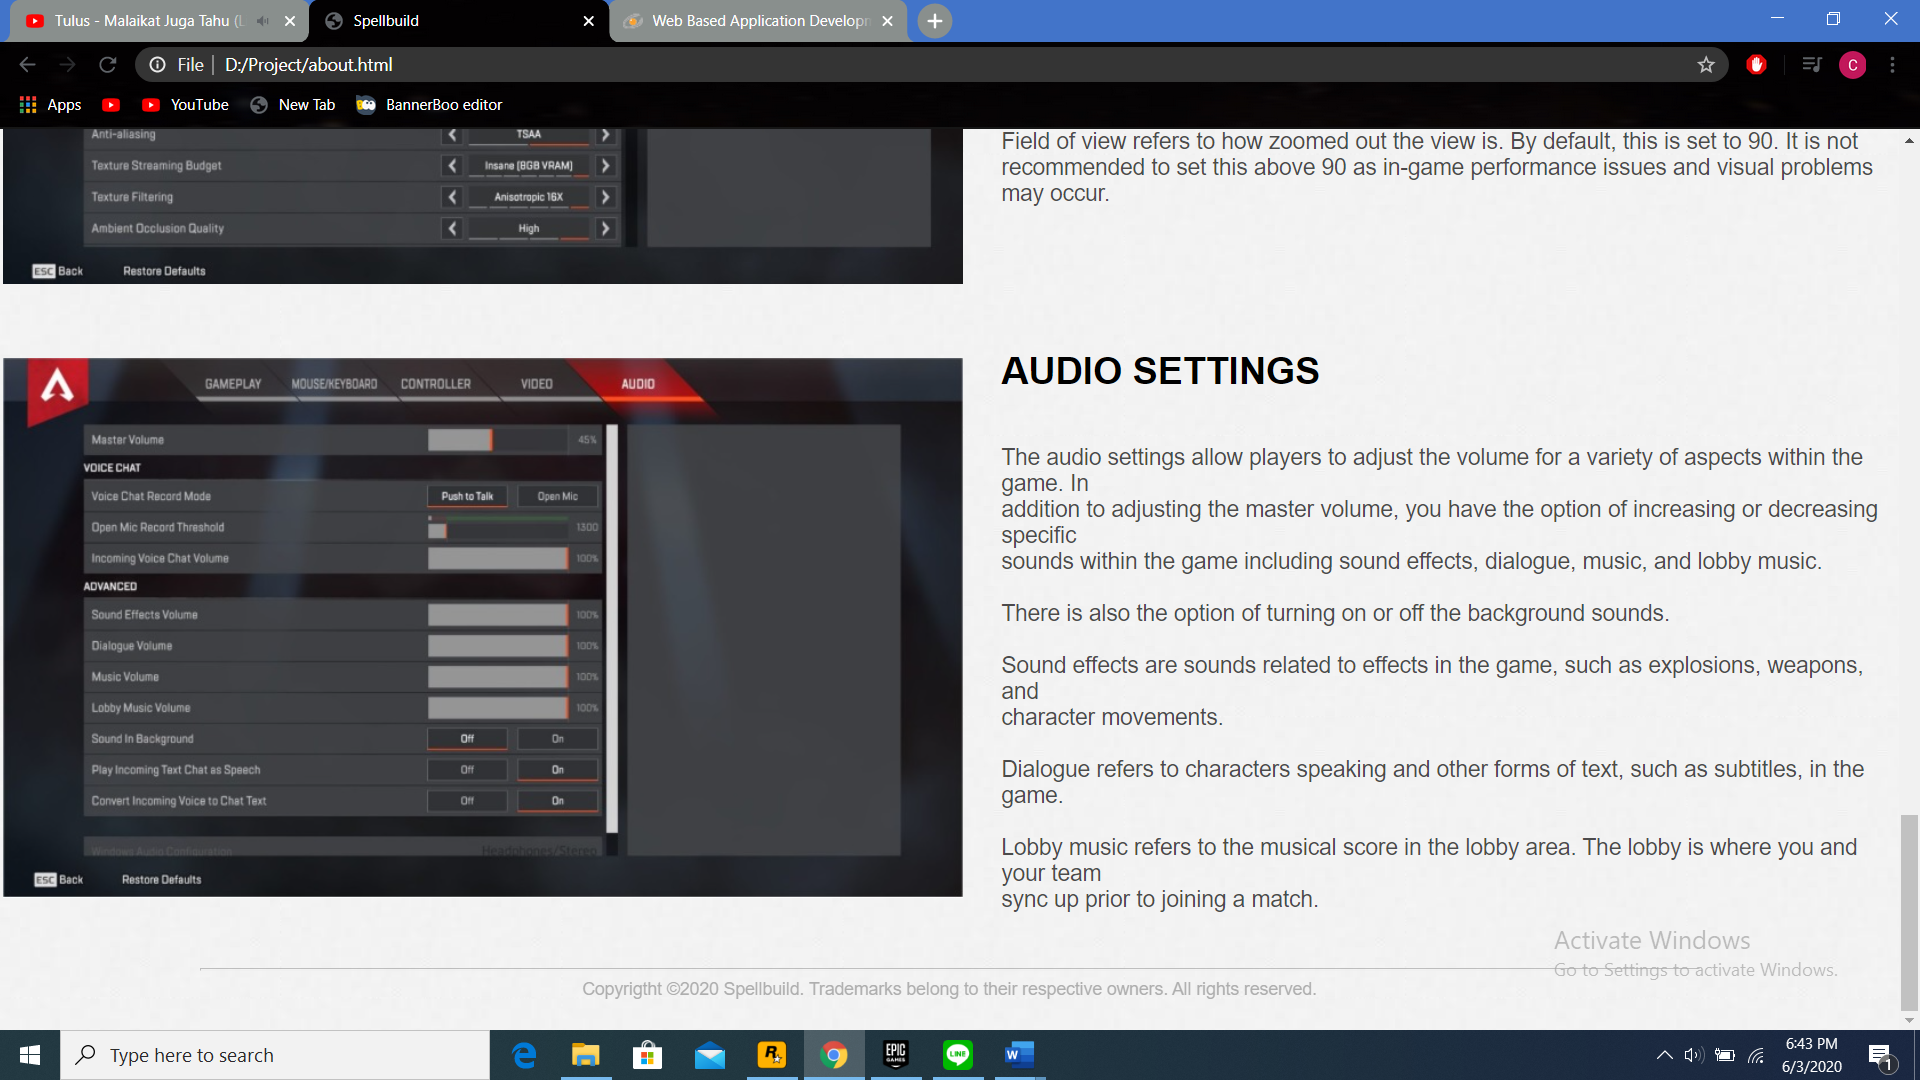 Tulus - Malaikat Juga Tahu (L
Spellbuild
Web Based Application Developm
File
D:/Project/about.html
C
Apps
YouTube
New Tab
BannerBoo editor
Anti-aliasing
TSAA
Texture Streaming Budget
Insane (8GB VRAM)
Texture Filtering
Anisotropic 16X
Ambient Occlusion Quality
High
ESC Back
Restore Defaults
Field of view refers to how zoomed out the view is. By default, this is set to 90. It is not
recommended to set this above 90 as in-game performance issues and visual problems
may occur.
GAMEPLAY
MOUSE/KEYBOARD
CONTROLLER
VIDEO
AUDIO
Master Volume
45%
VOICE CHAT
Voice Chat Record Mode
Push to Talk
Open Mic
Open Mic Record Threshold
1300
Incoming Voice Chat Volume
100%
ADVANCED
Sound Effects Volume
100%
Dialogue Volume
100%
Music Volume
100%
Lobby Music Volume
100%
Sound In Background
Off
On
Play Incoming Text Chat as Speech
Off
On
Convert Incoming Voice to Chat Text
Off
On
Windows Audio Configuration
Headphones/Stereo
ESC Back
Restore Defaults
AUDIO SETTINGS
The audio settings allow players to adjust the volume for a variety of aspects within the
game. In
addition to adjusting the master volume, you have the option of increasing or decreasing
specific
sounds within the game including sound effects, dialogue, music, and lobby music.
There is also the option of turning on or off the background sounds.
Sound effects are sounds related to effects in the game, such as explosions, weapons,
and
character movements.
Dialogue refers to characters speaking and other forms of text, such as subtitles, in the
game.
Lobby music refers to the musical score in the lobby area. The lobby is where you and
your team
sync up prior to joining a match.
Activate Windows
Go to Settings to activate Windows.
Copyrigtht ©2020 Spellbuild. Trademarks belong to their respective owners. All rights reserved.
Type here to search
EPIC GAMES
LINE
6:43 PM
6/3/2020
1